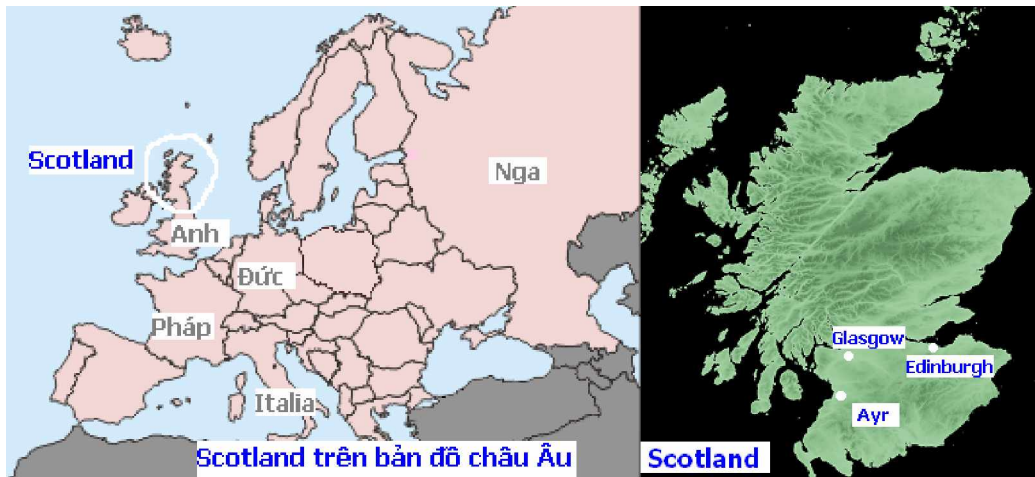 Scotland
Nga
Anh
Đức
Pháp
Italia
Scotland trên bản đồ châu Âu
Glasgow
Edinburgh
Ayr
Scotland